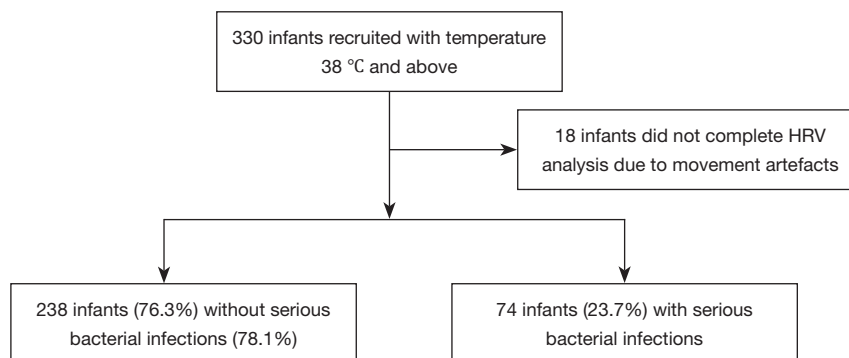 330 infants recruited with temperature
38 ℃ and above
18 infants did not complete HRV
analysis due to movement artefacts
238 infants (76.3%) without serious
bacterial infections (78.1%)
74 infants (23.7%) with serious
bacterial infections